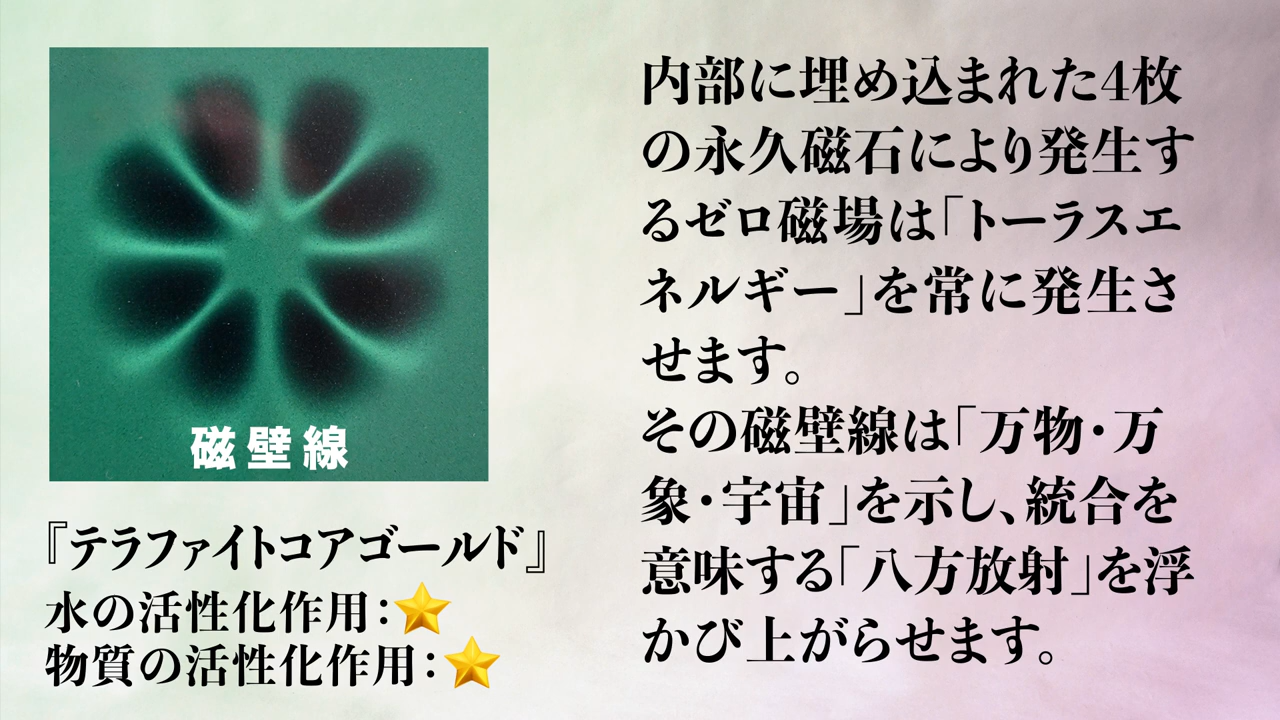 磁壁線
『テラファイトコアゴールド』
水の活性化作用：⭐
物質の活性化作用：⭐
内部に埋め込まれた4枚
の永久磁石により発生す
るゼロ磁場は「トーラスエ
ネルギー」を常に発生さ
せます。
その磁壁線は「万物・万
象・宇宙」を示し、統合を
意味する「八方放射」を浮
かび上がらせます。